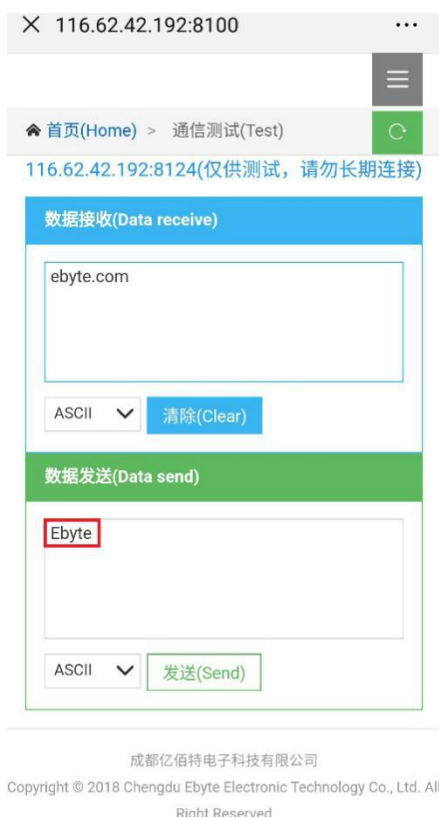 116.62.42.192:8100
首页(Home) > 通信测试(Test)
116.62.42.192:8124(仅供测试，请勿长期连接)
数据接收(Data receive)
ebyte.com
ASCII 清除(Clear)
数据发送(Data send)
Ebyte
ASCII 发送(Send)
成都亿佰特电子科技有限公司
Copyright © 2018 Chengdu Ebyte Electronic Technology Co., Ltd. All
Right Reserved